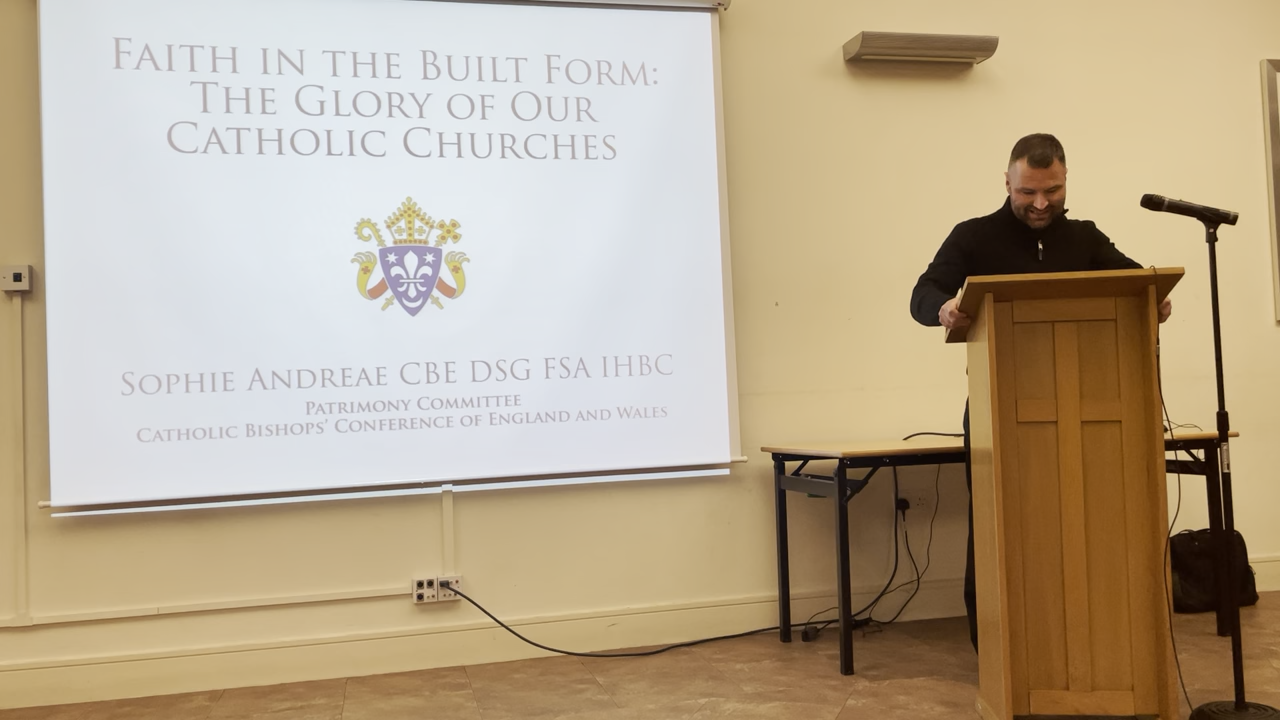 FAITH IN THE BUILT FORM:
THE GLORY OF OUR
CATHOLIC CHURCHES
SOPHIE ANDREAE CBE DSG FSA IHBC
PATRIMONY COMMITTEE
CATHOLIC BISHOPS' CONFERENCE OF ENGLAND AND WALES